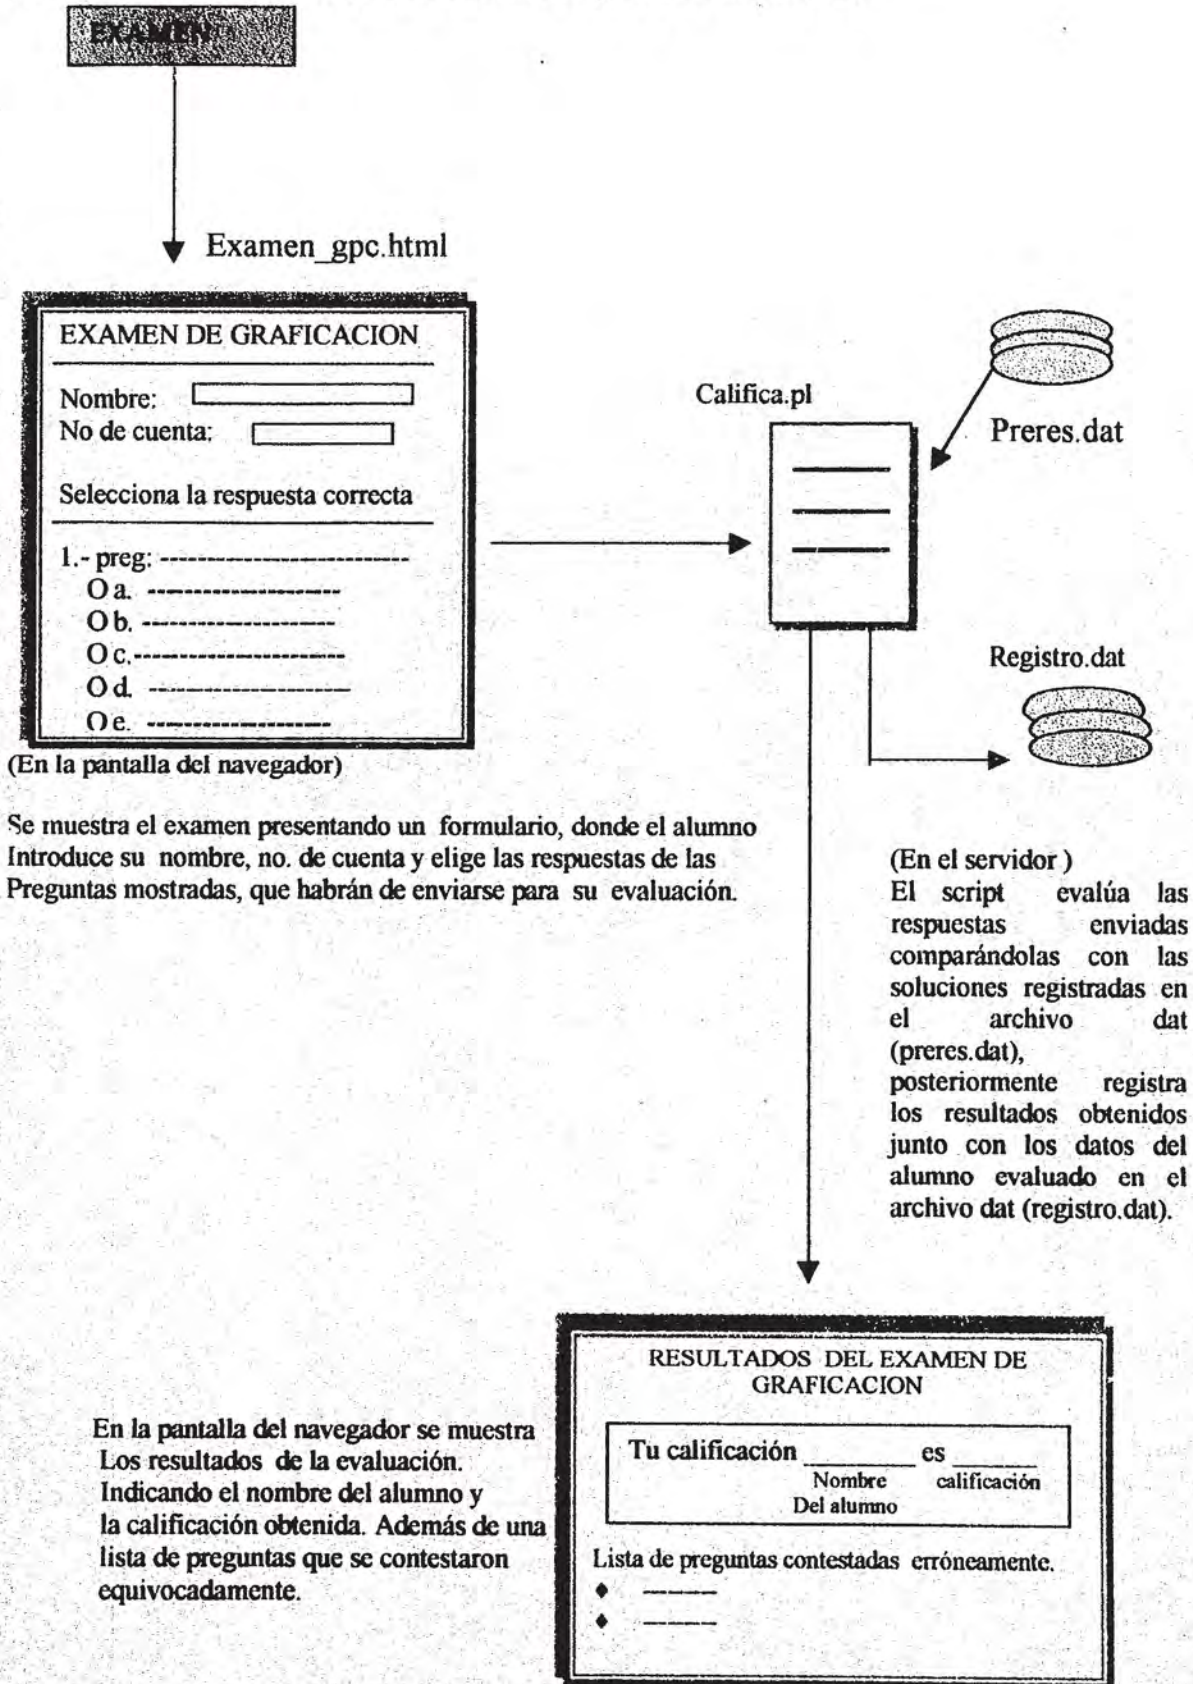 EXAMEN
Examen_gpc.html
EXAMEN DE GRAFICACION
Nombre:
No de cuenta:
Selecciona la respuesta correcta
1.- preg: --------------------------
O a. --------------------
O b. --------------------
O c.----------------------
O d. ---------------------
O e. -------------------
(En la pantalla del navegador)
Califica.pl
Preres.dat
Registro.dat
Se muestra el examen presentando un formulario, donde el alumno
Introduce su nombre, no. de cuenta y elige las respuestas de las
Preguntas mostradas, que habrán de enviarse para su evaluación.
(En el servidor )
El script evalúa las
respuestas enviadas
comparándolas con las
soluciones registradas en
el archivo dat
(preres.dat),
posteriormente registra
los resultados obtenidos
junto con los datos del
alumno evaluado en el
archivo dat (registro.dat).
En la pantalla del navegador se muestra
Los resultados de la evaluación.
Indicando el nombre del alumno y
la calificación obtenida. Además de una
lista de preguntas que se contestaron
equivocadamente.
RESULTADOS DEL EXAMEN DE
GRAFICACION
Tu calificación _________ es _______
Nombre calificación
Del alumno
Lista de preguntas contestadas erróneamente.
♦ --------
♦ --------